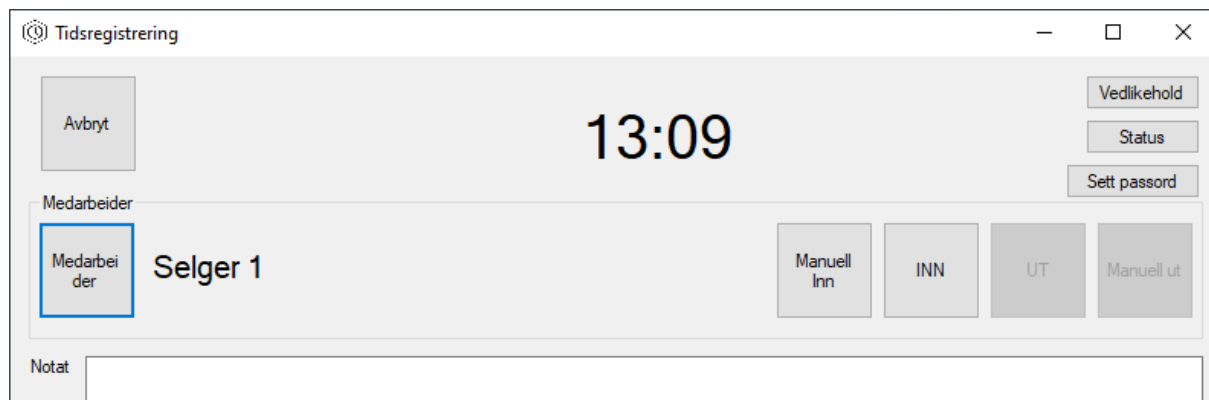 Tidsregistrering
Avbryt
13:09
Vedlikehold
Status
Sett passord
Medarbeider
Medarbei
der
Selger 1
Manuell
Inn
INN
UT
Manuell ut
Notat